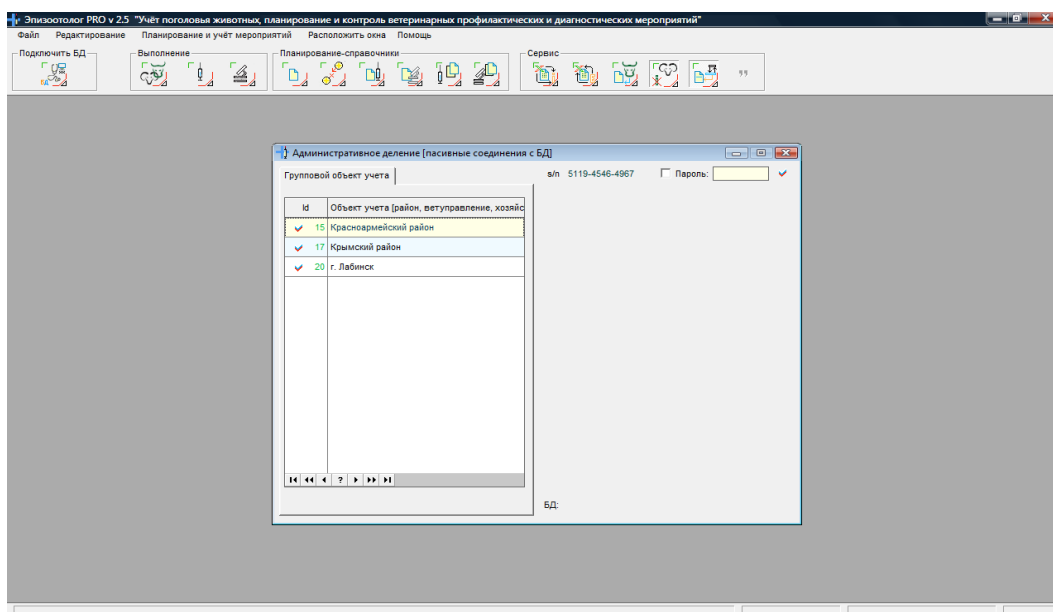 Эпизоотолог PRO v 2.5 "Учёт поголовья животных, планирование и контроль ветеринарных профилактических и диагностических мероприятий"
Файл Редактирование Планирование и учёт мероприятий Расположить окна Помощь
Подключить БД Выполнение Планирование-справочники Сервис
Административное деление [пасивные соединения с БД]
Групповой объект учета s/n 5119-4546-4967 Пароль:
Id Объект учета [район, ветуправление, хозяйс
15 Красноармейский район
17 Крымский район
20 г. Лабинск
БД: